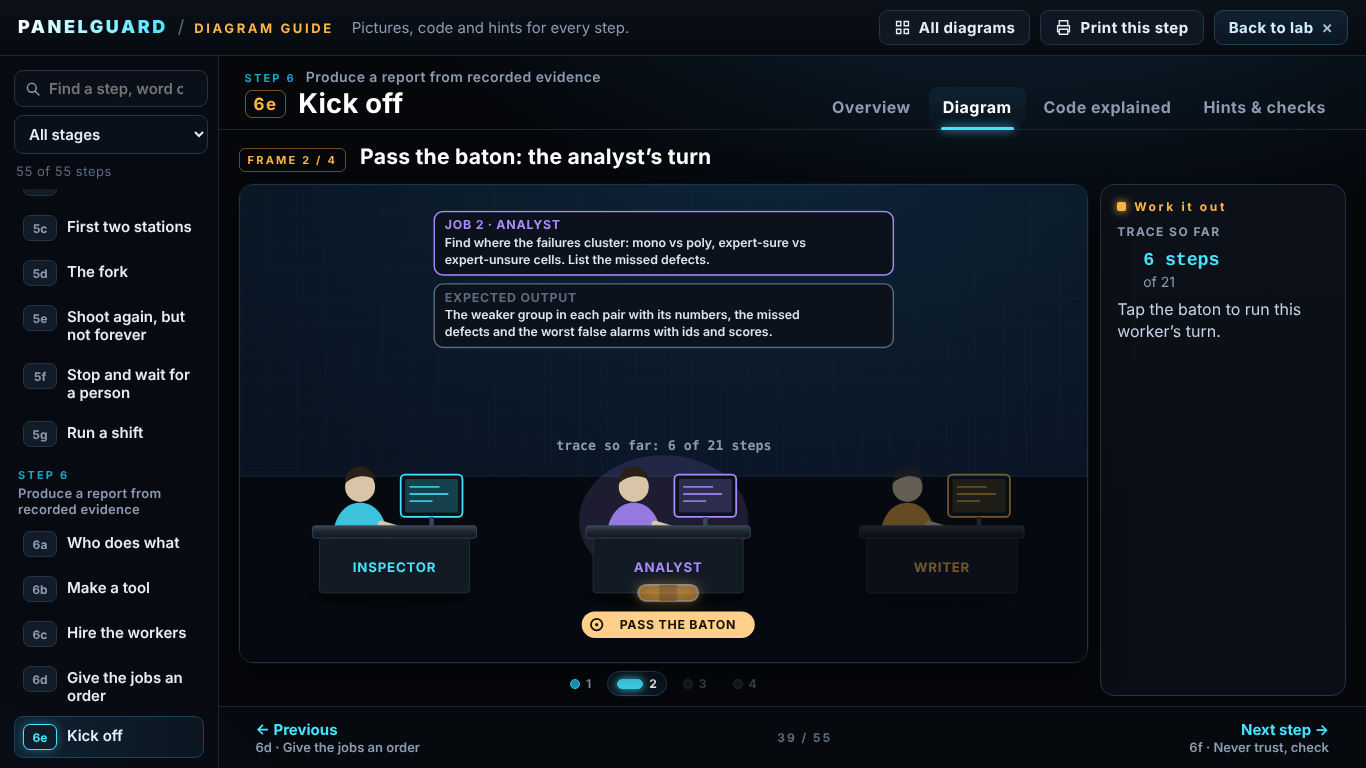 PANELGUARD / DIAGRAM GUIDE Pictures, code and hints for every step.
All diagrams
Print this step
Back to lab ×
Find a step, word c
All stages
55 of 55 steps
5c First two stations
5d The fork
5e Shoot again, but
not forever
5f Stop and wait for
a person
5g Run a shift
STEP 6
Produce a report from
recorded evidence
6a Who does what
6b Make a tool
6c Hire the workers
6d Give the jobs an
order
6e Kick off
STEP 6 Produce a report from recorded evidence
6e Kick off
Overview
Diagram
Code explained
Hints & checks
FRAME 2 / 4 Pass the baton: the analyst’s turn
JOB 2 · ANALYST
Find where the failures cluster: mono vs poly, expert-sure vs
expert-unsure cells. List the missed defects.
EXPECTED OUTPUT
The weaker group in each pair with its numbers, the missed
defects and the worst false alarms with ids and scores.
trace so far: 6 of 21 steps
INSPECTOR
ANALYST
WRITER
PASS THE BATON
1 2 3 4
Work it out
TRACE SO FAR
6 steps
of 21
Tap the baton to run this
worker’s turn.
← Previous
6d · Give the jobs an order
39 / 55
Next step →
6f · Never trust, check